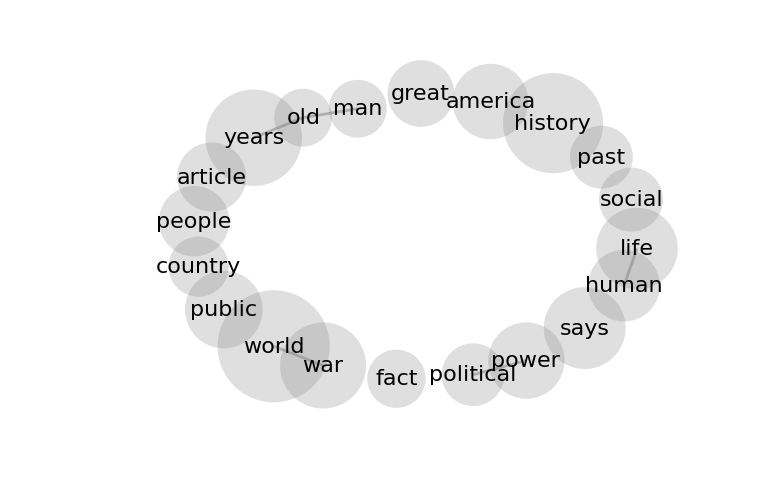 great
america
man
old
history
years
past
article
social
people
life
country
human
public
says
world
power
war
political
fact